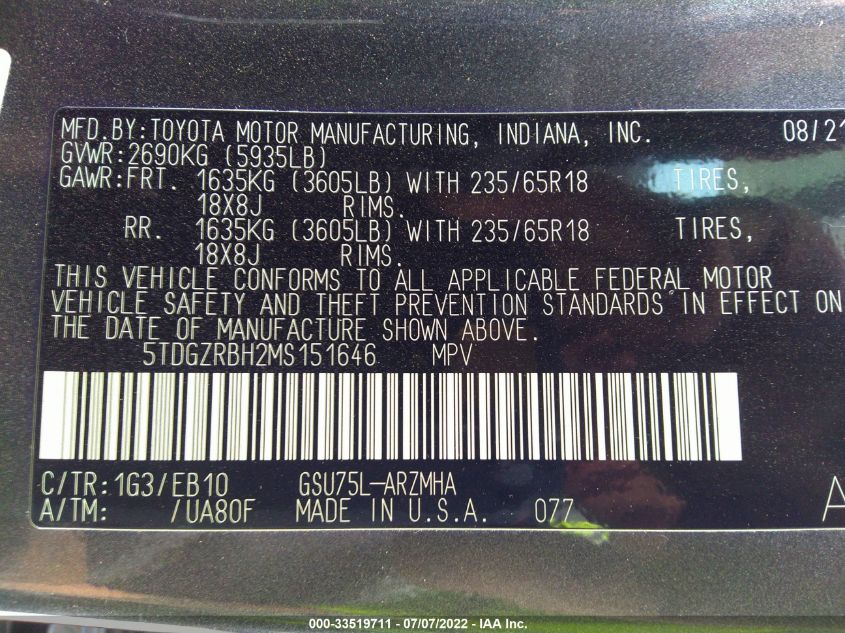 MFD.BY:TOYOTA MOTOR MANUFACTURING, INDIANA, INC. 08/21
GVWR:2690KG (5935LB)
GAWR:FRT. 1635KG (3605LB) WITH 235/65R18 TIRES,
18X8J RIMS.
RR. 1635KG (3605LB) WITH 235/65R18 TIRES,
18X8J RIMS.
THIS VEHICLE CONFORMS TO ALL APPLICABLE FEDERAL MOTOR
VEHICLE SAFETY AND THEFT PREVENTION STANDARDS IN EFFECT ON
THE DATE OF MANUFACTURE SHOWN ABOVE.
5TDGZRBH2MS151646 MPV
C/TR:1G3/EB10 GSU75L-ARZMHA
A/TM: /UA80F MADE IN U.S.A. 077 A
000-33519711 - 07/07/2022 - IAA Inc.